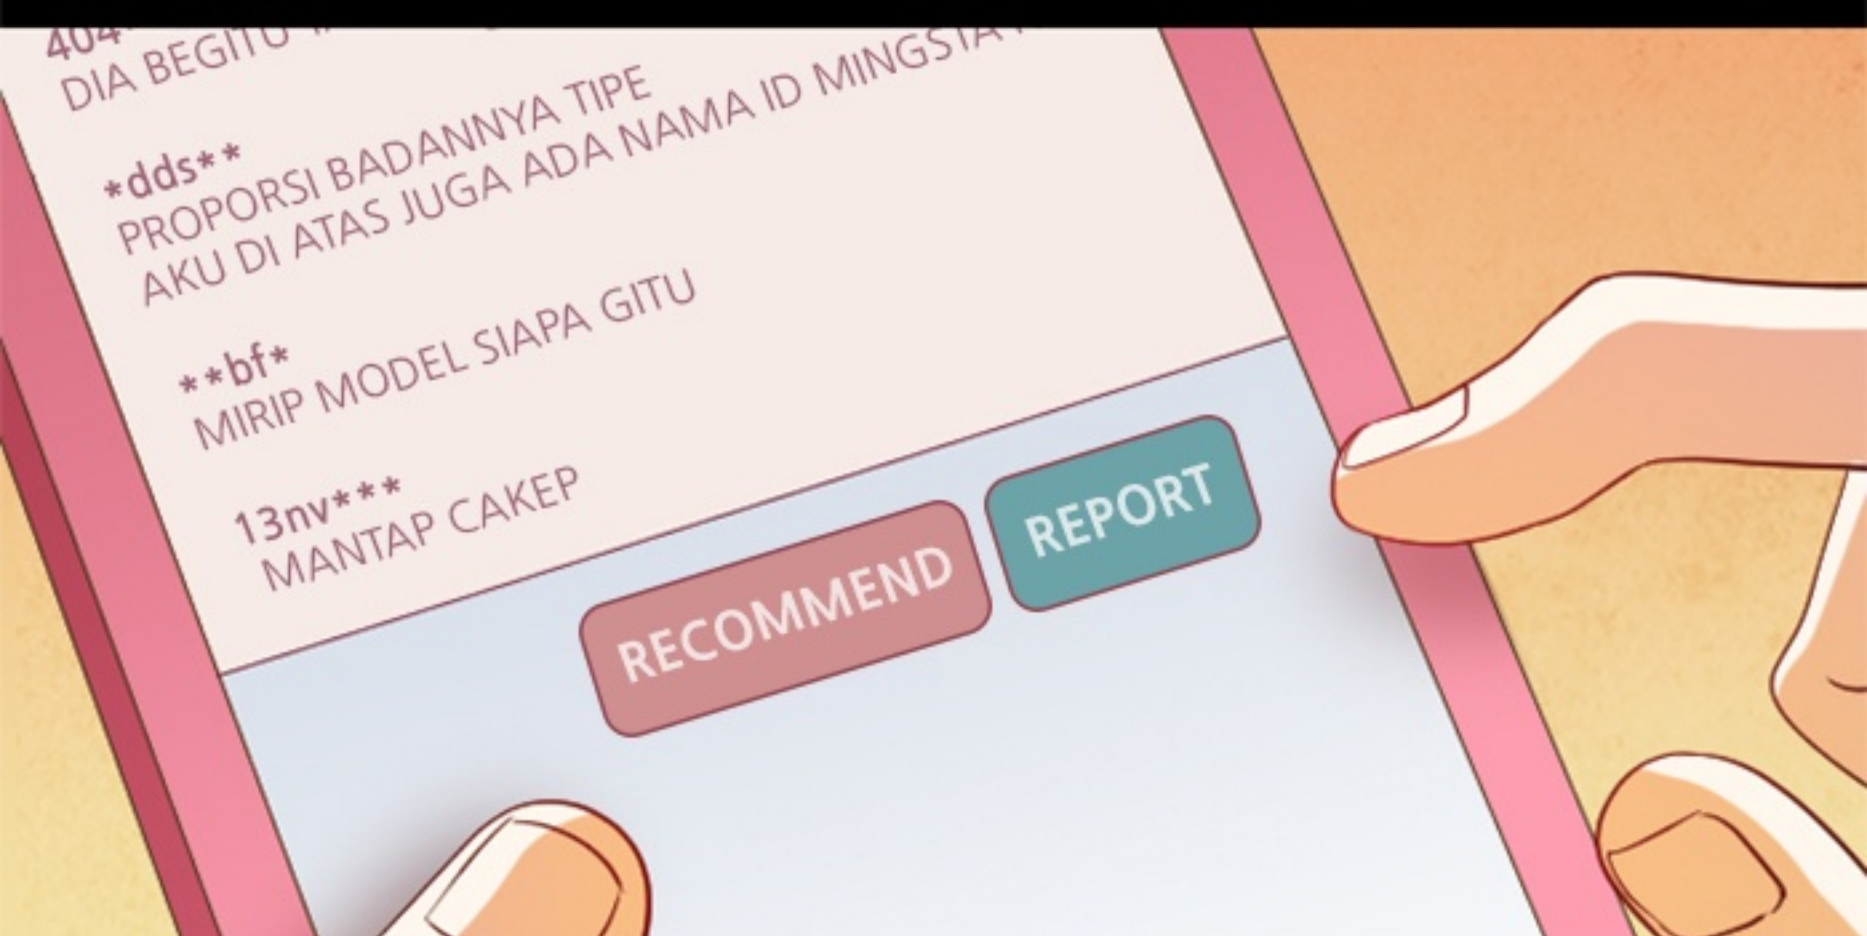 404
DIA BEGITU
*dds**
PROPORSI BADANNYA TIPE
AKU DI ATAS JUGA ADA NAMA ID MINGSTA
**bf*
MIRIP MODEL SIAPA GITU
13nv***
MANTAP CAKEP
RECOMMEND
REPORT